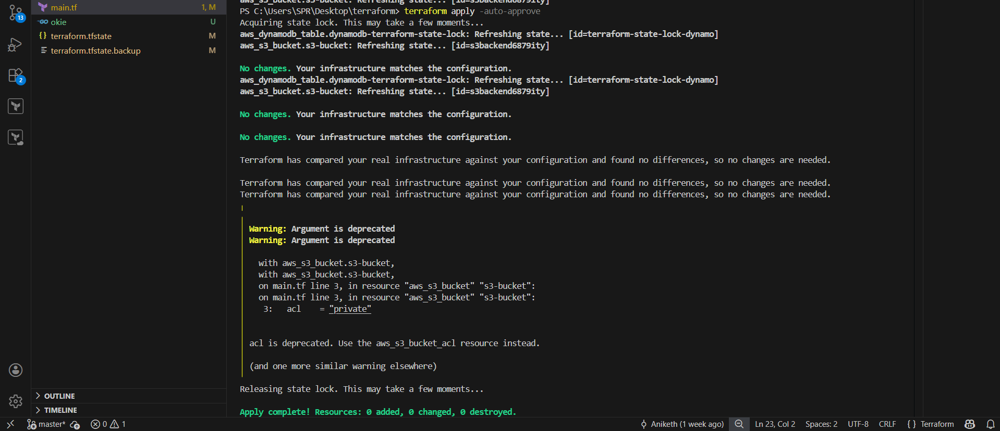 13
2
main.tf 1, M
GO okie U
{} terraform.tfstate M
terraform.tfstate.backup M
OUTLINE
TIMELINE
aws_s3_bucket.s3-bucket: Refreshing state... [id=s3backend6879ity]
PS C:\Users\SPR\Desktop\terraform> terraform apply -auto-approve
Acquiring state lock. This may take a few moments...
aws_dynamodb_table.dynamodb-terraform-state-lock: Refreshing state... [id=terraform-state-lock-dynamo]
aws_s3_bucket.s3-bucket: Refreshing state... [id=s3backend6879ity]
No changes. Your infrastructure matches the configuration.
aws_dynamodb_table.dynamodb-terraform-state-lock: Refreshing state... [id=terraform-state-lock-dynamo]
aws_s3_bucket.s3-bucket: Refreshing state... [id=s3backend6879ity]
No changes. Your infrastructure matches the configuration.
No changes. Your infrastructure matches the configuration.
Terraform has compared your real infrastructure against your configuration and found no differences, so no changes are needed.
Terraform has compared your real infrastructure against your configuration and found no differences, so no changes are needed.
Terraform has compared your real infrastructure against your configuration and found no differences, so no changes are needed.
Warning: Argument is deprecated
Warning: Argument is deprecated
with aws_s3_bucket.s3-bucket,
with aws_s3_bucket.s3-bucket,
on main.tf line 3, in resource "aws_s3_bucket" "s3-bucket":
on main.tf line 3, in resource "aws_s3_bucket" "s3-bucket":
3: acl = "private"
acl is deprecated. Use the aws_s3_bucket_acl resource instead.
(and one more similar warning elsewhere)
Releasing state lock. This may take a few moments...
Apply complete! Resources: 0 added, 0 changed, 0 destroyed.
master* 0 1 Aniketh (1 week ago) Ln 23, Col 2 Spaces: 2 UTF-8 CRLF {} Terraform